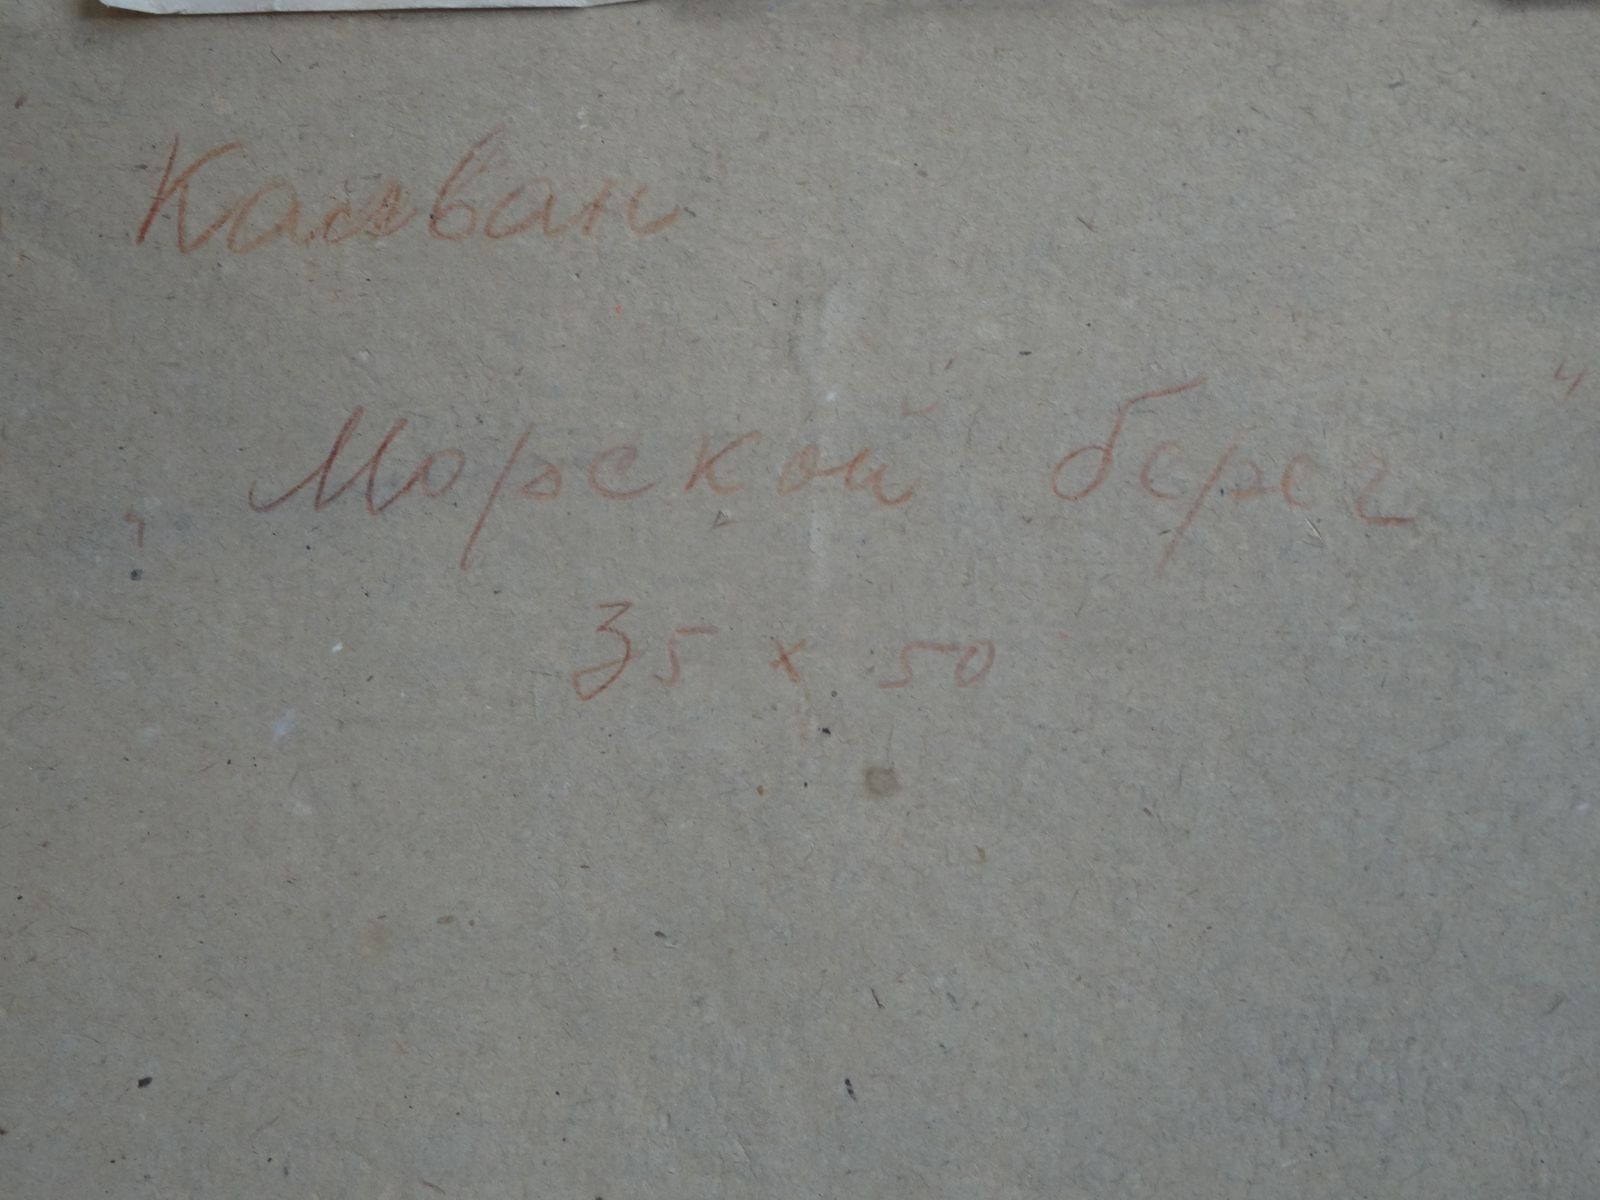 Калван
„Морской берег"
35 х 50